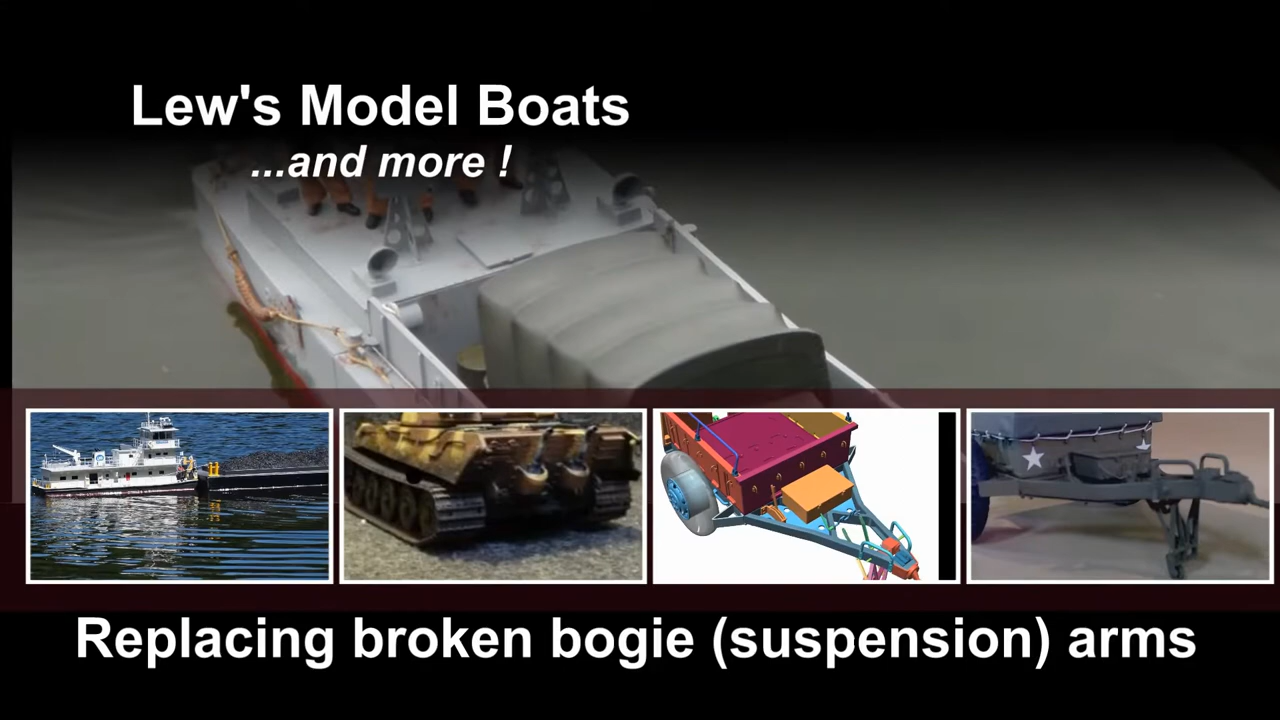 Lew's Model Boats
...and more !
Replacing broken bogie (suspension) arms